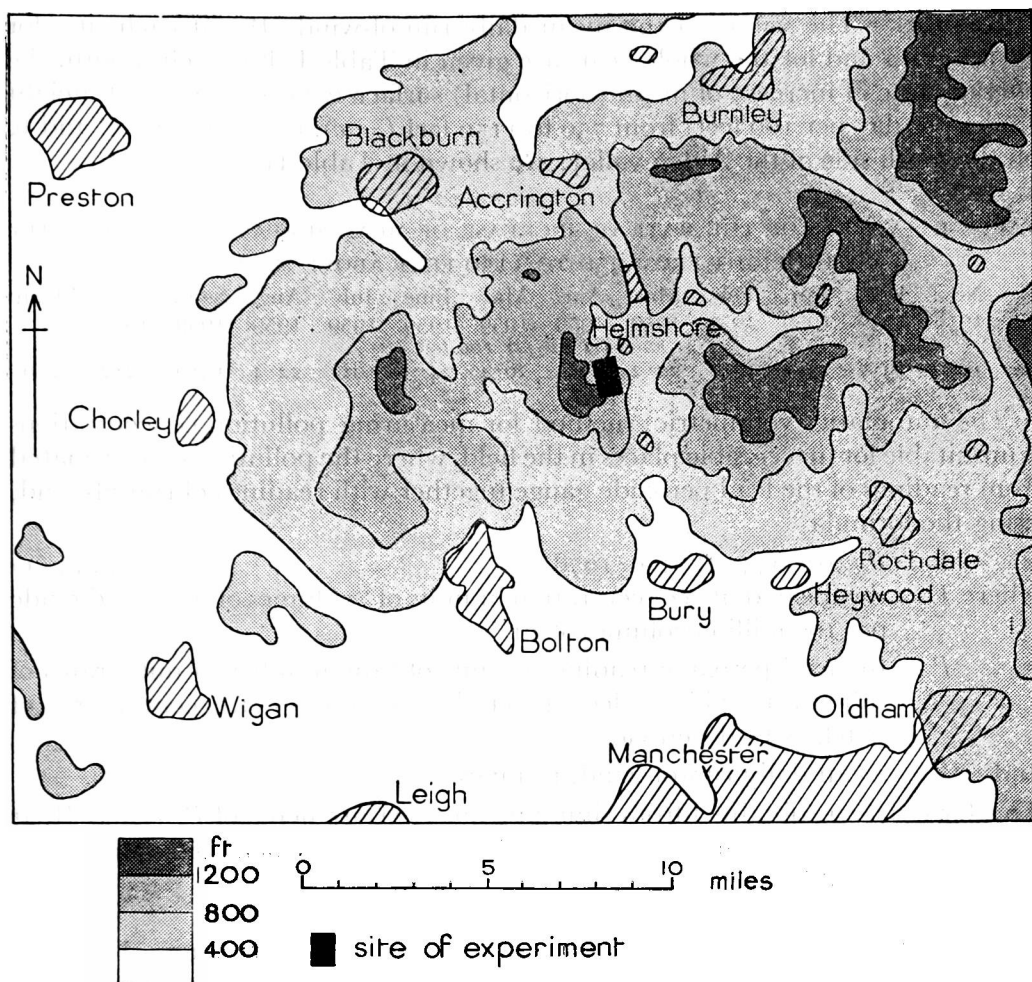 Burnley
Blackburn
Preston
Accrington
N
Helmshore
Chorley
Rochdale
Heywood
Bury
Bolton
Wigan
Oldham
Manchester
Leigh
ft
1200
800
400
0 5 10 miles
site of experiment